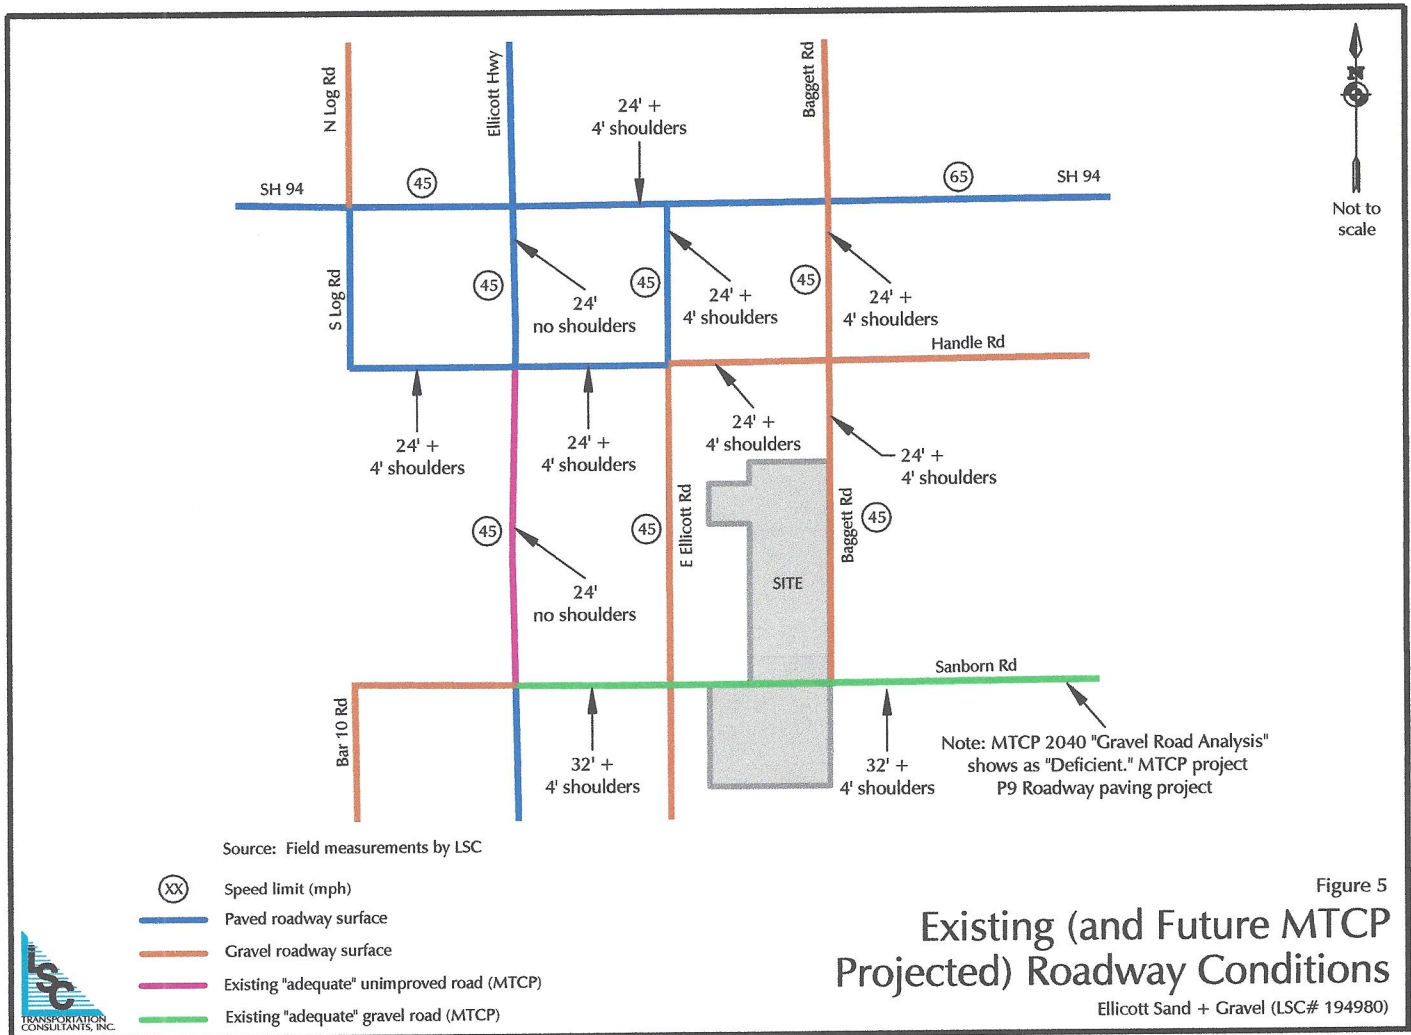 N Log Rd
Ellicott Hwy
Baggett Rd
N
24' +
4' shoulders
SH 94
45
65
SH 94
Not to
scale
S Log Rd
45
24'
no shoulders
45
24' +
4' shoulders
45
24' +
4' shoulders
Handle Rd
24' +
4' shoulders
24' +
4' shoulders
24' +
4' shoulders
24' +
4' shoulders
45
24'
no shoulders
45
E Ellicott Rd
SITE
Baggett Rd
45
Sanborn Rd
Bar 10 Rd
32' +
4' shoulders
32' +
4' shoulders
Note: MTCP 2040 "Gravel Road Analysis"
shows as "Deficient." MTCP project
P9 Roadway paving project
Source: Field measurements by LSC
XX
Speed limit (mph)
Paved roadway surface
Gravel roadway surface
Existing "adequate" unimproved road (MTCP)
Existing "adequate" gravel road (MTCP)
LSC
TRANSPORTATION
CONSULTANTS, INC.
Figure 5
Existing (and Future MTCP
Projected) Roadway Conditions
Ellicott Sand + Gravel (LSC# 194980)